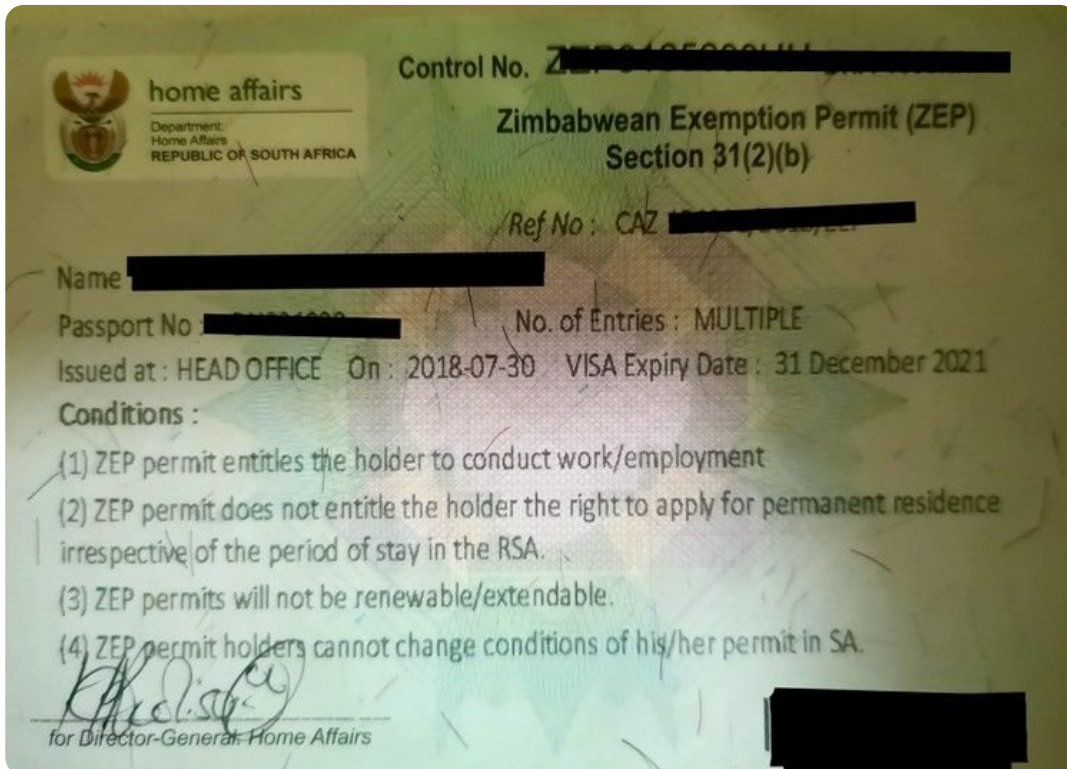 home affairs
Department:
Home Affairs
REPUBLIC OF SOUTH AFRICA
Control No.
Zimbabwean Exemption Permit (ZEP)
Section 31(2)(b)
Ref No : CAZ
Name
Passport No :
No. of Entries : MULTIPLE
Issued at : HEAD OFFICE On : 2018-07-30 VISA Expiry Date : 31 December 2021
Conditions :
(1) ZEP permit entitles the holder to conduct work/employment
(2) ZEP permit does not entitle the holder the right to apply for permanent residence
irrespective of the period of stay in the RSA.
(3) ZEP permits will not be renewable/extendable.
(4) ZEP permit holders cannot change conditions of his/her permit in SA.
for Director-General: Home Affairs